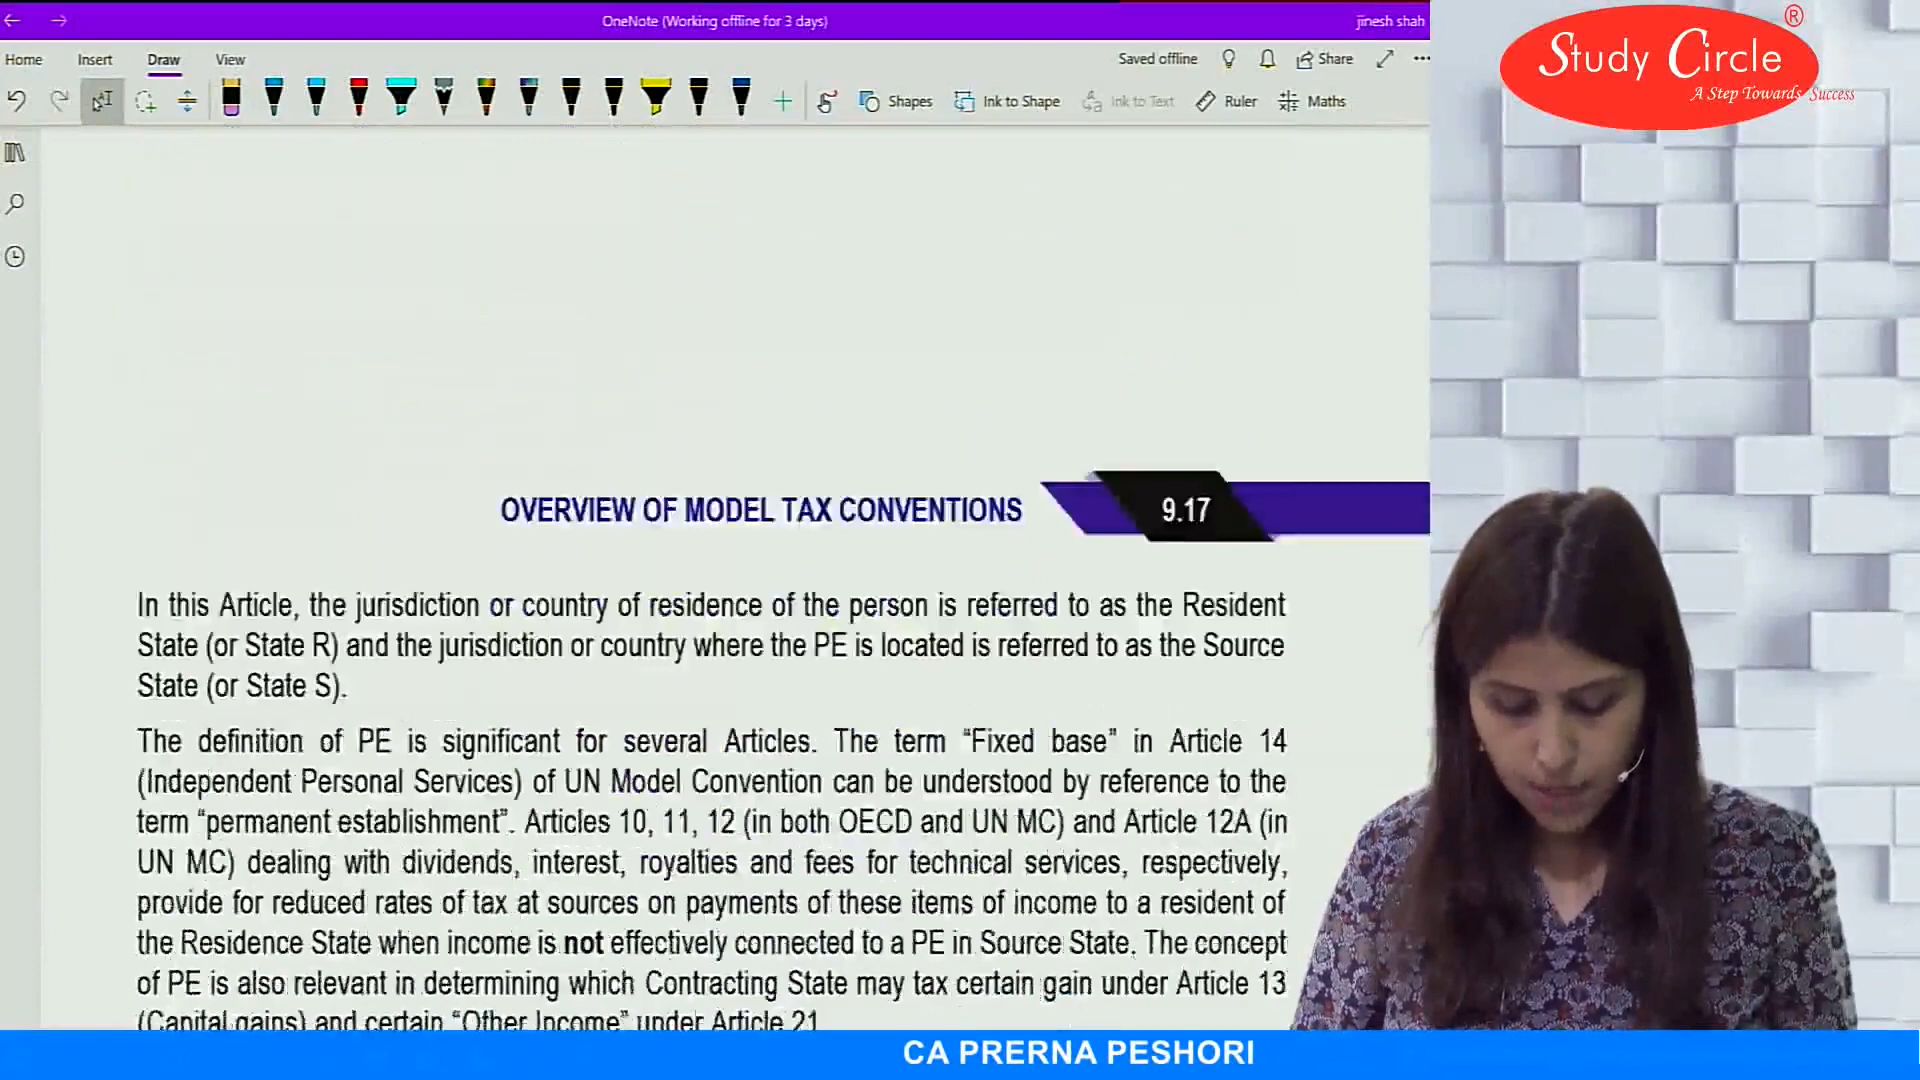 OneNote (Working offline for 3 days)
jinesh shah
Home Insert Draw View
Saved offline
Share
Shapes
Ink to Shape
Ink to Text
Ruler
Maths
Study Circle
®
A Step Towards Success
OVERVIEW OF MODEL TAX CONVENTIONS
9.17
In this Article, the jurisdiction or country of residence of the person is referred to as the Resident
State (or State R) and the jurisdiction or country where the PE is located is referred to as the Source
State (or State S).
The definition of PE is significant for several Articles. The term “Fixed base” in Article 14
(Independent Personal Services) of UN Model Convention can be understood by reference to the
term “permanent establishment”. Articles 10, 11, 12 (in both OECD and UN MC) and Article 12A (in
UN MC) dealing with dividends, interest, royalties and fees for technical services, respectively,
provide for reduced rates of tax at sources on payments of these items of income to a resident of
the Residence State when income is not effectively connected to a PE in Source State. The concept
of PE is also relevant in determining which Contracting State may tax certain gain under Article 13
(Capital gains) and certain “Other Income” under Article 21
CA PRERNA PESHORI